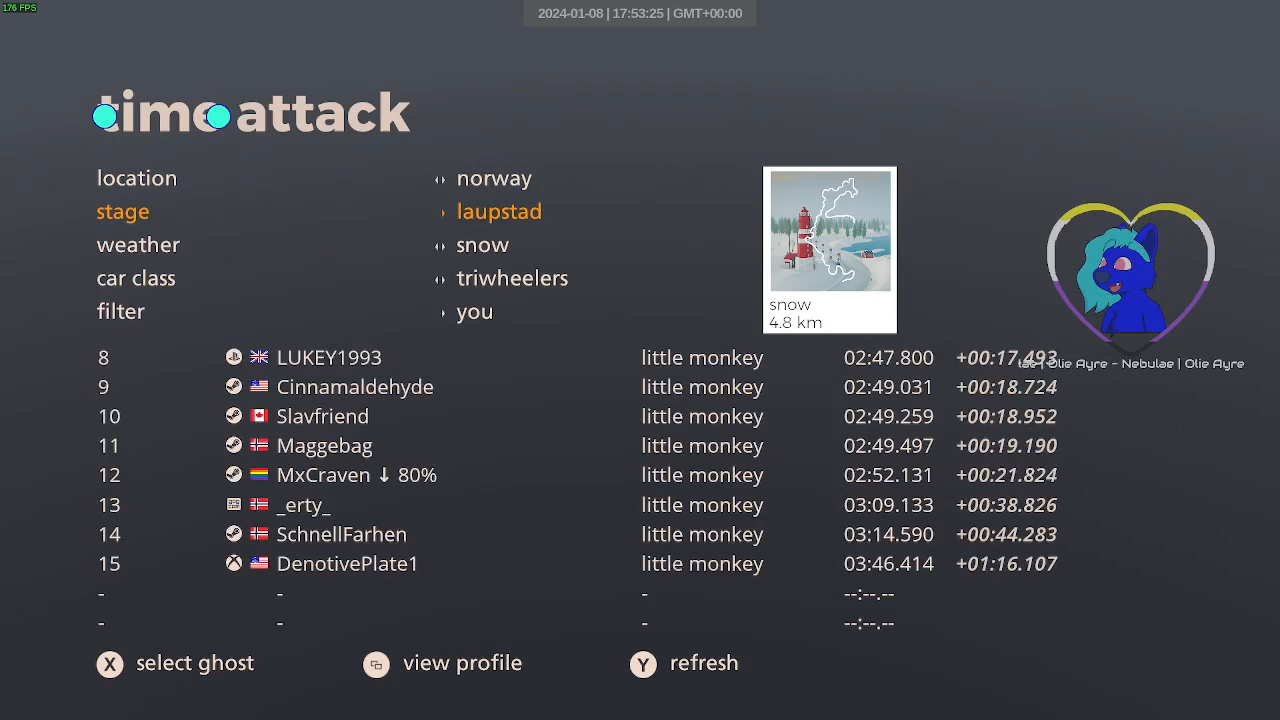 176 FPS
2024-01-08 | 17:53:25 | GMT+00:00
time attack
location norway
stage laupstad
weather snow
car class triwheelers
filter you
snow
4.8 km
8 LUKEY1993 little monkey 02:47.800 +00:17.493
| Olie Ayre - Nebulae | Olie Ayre
9 Cinnamaldehyde little monkey 02:49.031 +00:18.724
10 Slavfriend little monkey 02:49.259 +00:18.952
11 Maggebag little monkey 02:49.497 +00:19.190
12 MxCraven ↓ 80% little monkey 02:52.131 +00:21.824
13 _erty_ little monkey 03:09.133 +00:38.826
14 SchnellFarhen little monkey 03:14.590 +00:44.283
15 DenotivePlate1 little monkey 03:46.414 +01:16.107
- - - --:--.--
- - - --:--.--
X select ghost view profile Y refresh